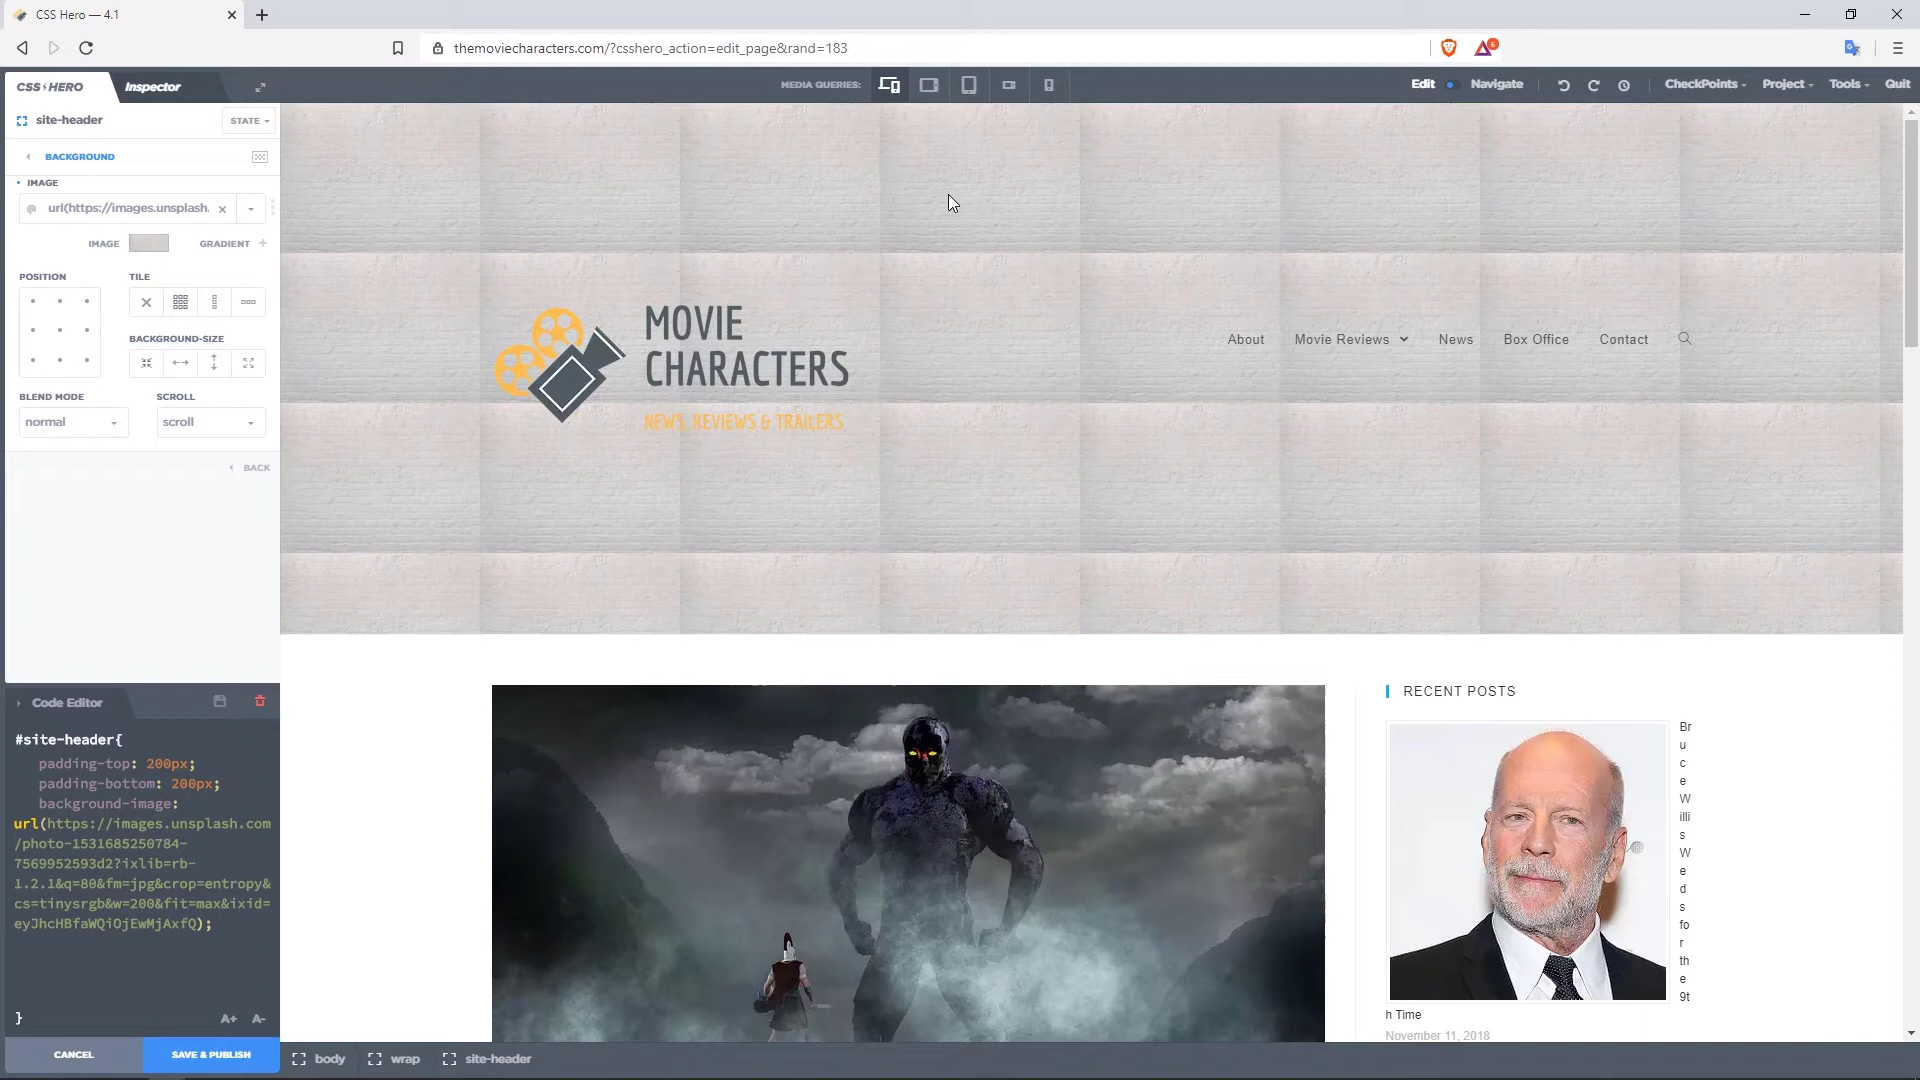 CSS Hero — 4.1
themoviecharacters.com/?csshero_action=edit_page&rand=183
6
CSS HERO
Inspector
MEDIA QUERIES:
Edit
Navigate
CheckPoints
Project
Tools
Quit
site-header
STATE
BACKGROUND
IMAGE
@ url(https://images.unsplash.
IMAGE
GRADIENT +
POSITION
TILE
BACKGROUND-SIZE
BLEND MODE
SCROLL
normal
scroll
BACK
MOVIE
CHARACTERS
NEWS, REVIEWS & TRAILERS
About
Movie Reviews
News
Box Office
Contact
RECENT POSTS
Br
u
c
e
W
illi
s
W
e
d
s
fo
r
th
e
9t
h Time
November 11, 2018
Code Editor
#site-header{
padding-top: 200px;
padding-bottom: 200px;
background-image:
url(https://images.unsplash.com
/photo-1531685250784-
7569952593d2?ixlib=rb-
1.2.1&q=80&fm=jpg&crop=entropy&
cs=tinysrgb&w=200&fit=max&ixid=
eyJhcHBfaWQiOjEwMjAxfQ);
}
A+
A-
CANCEL
SAVE & PUBLISH
body
wrap
site-header